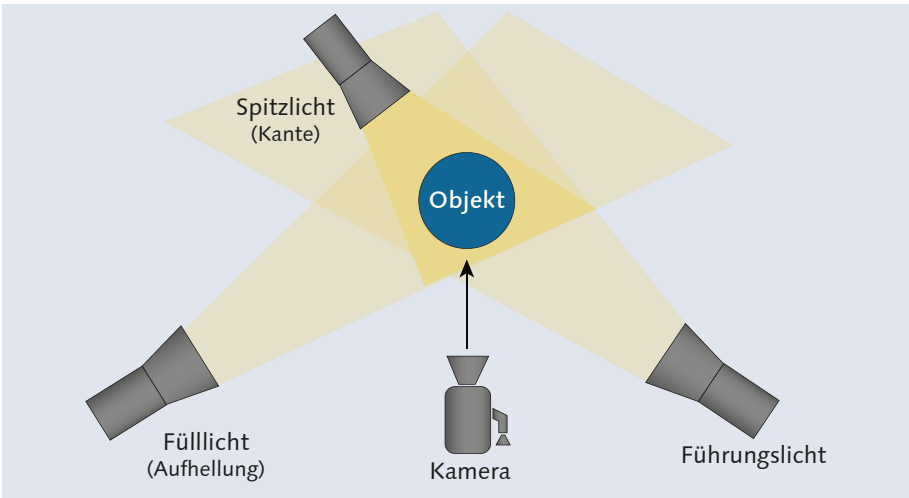 Spitzlicht
(Kante)
Objekt
Fülllicht
(Aufhellung)
Kamera
Führungslicht